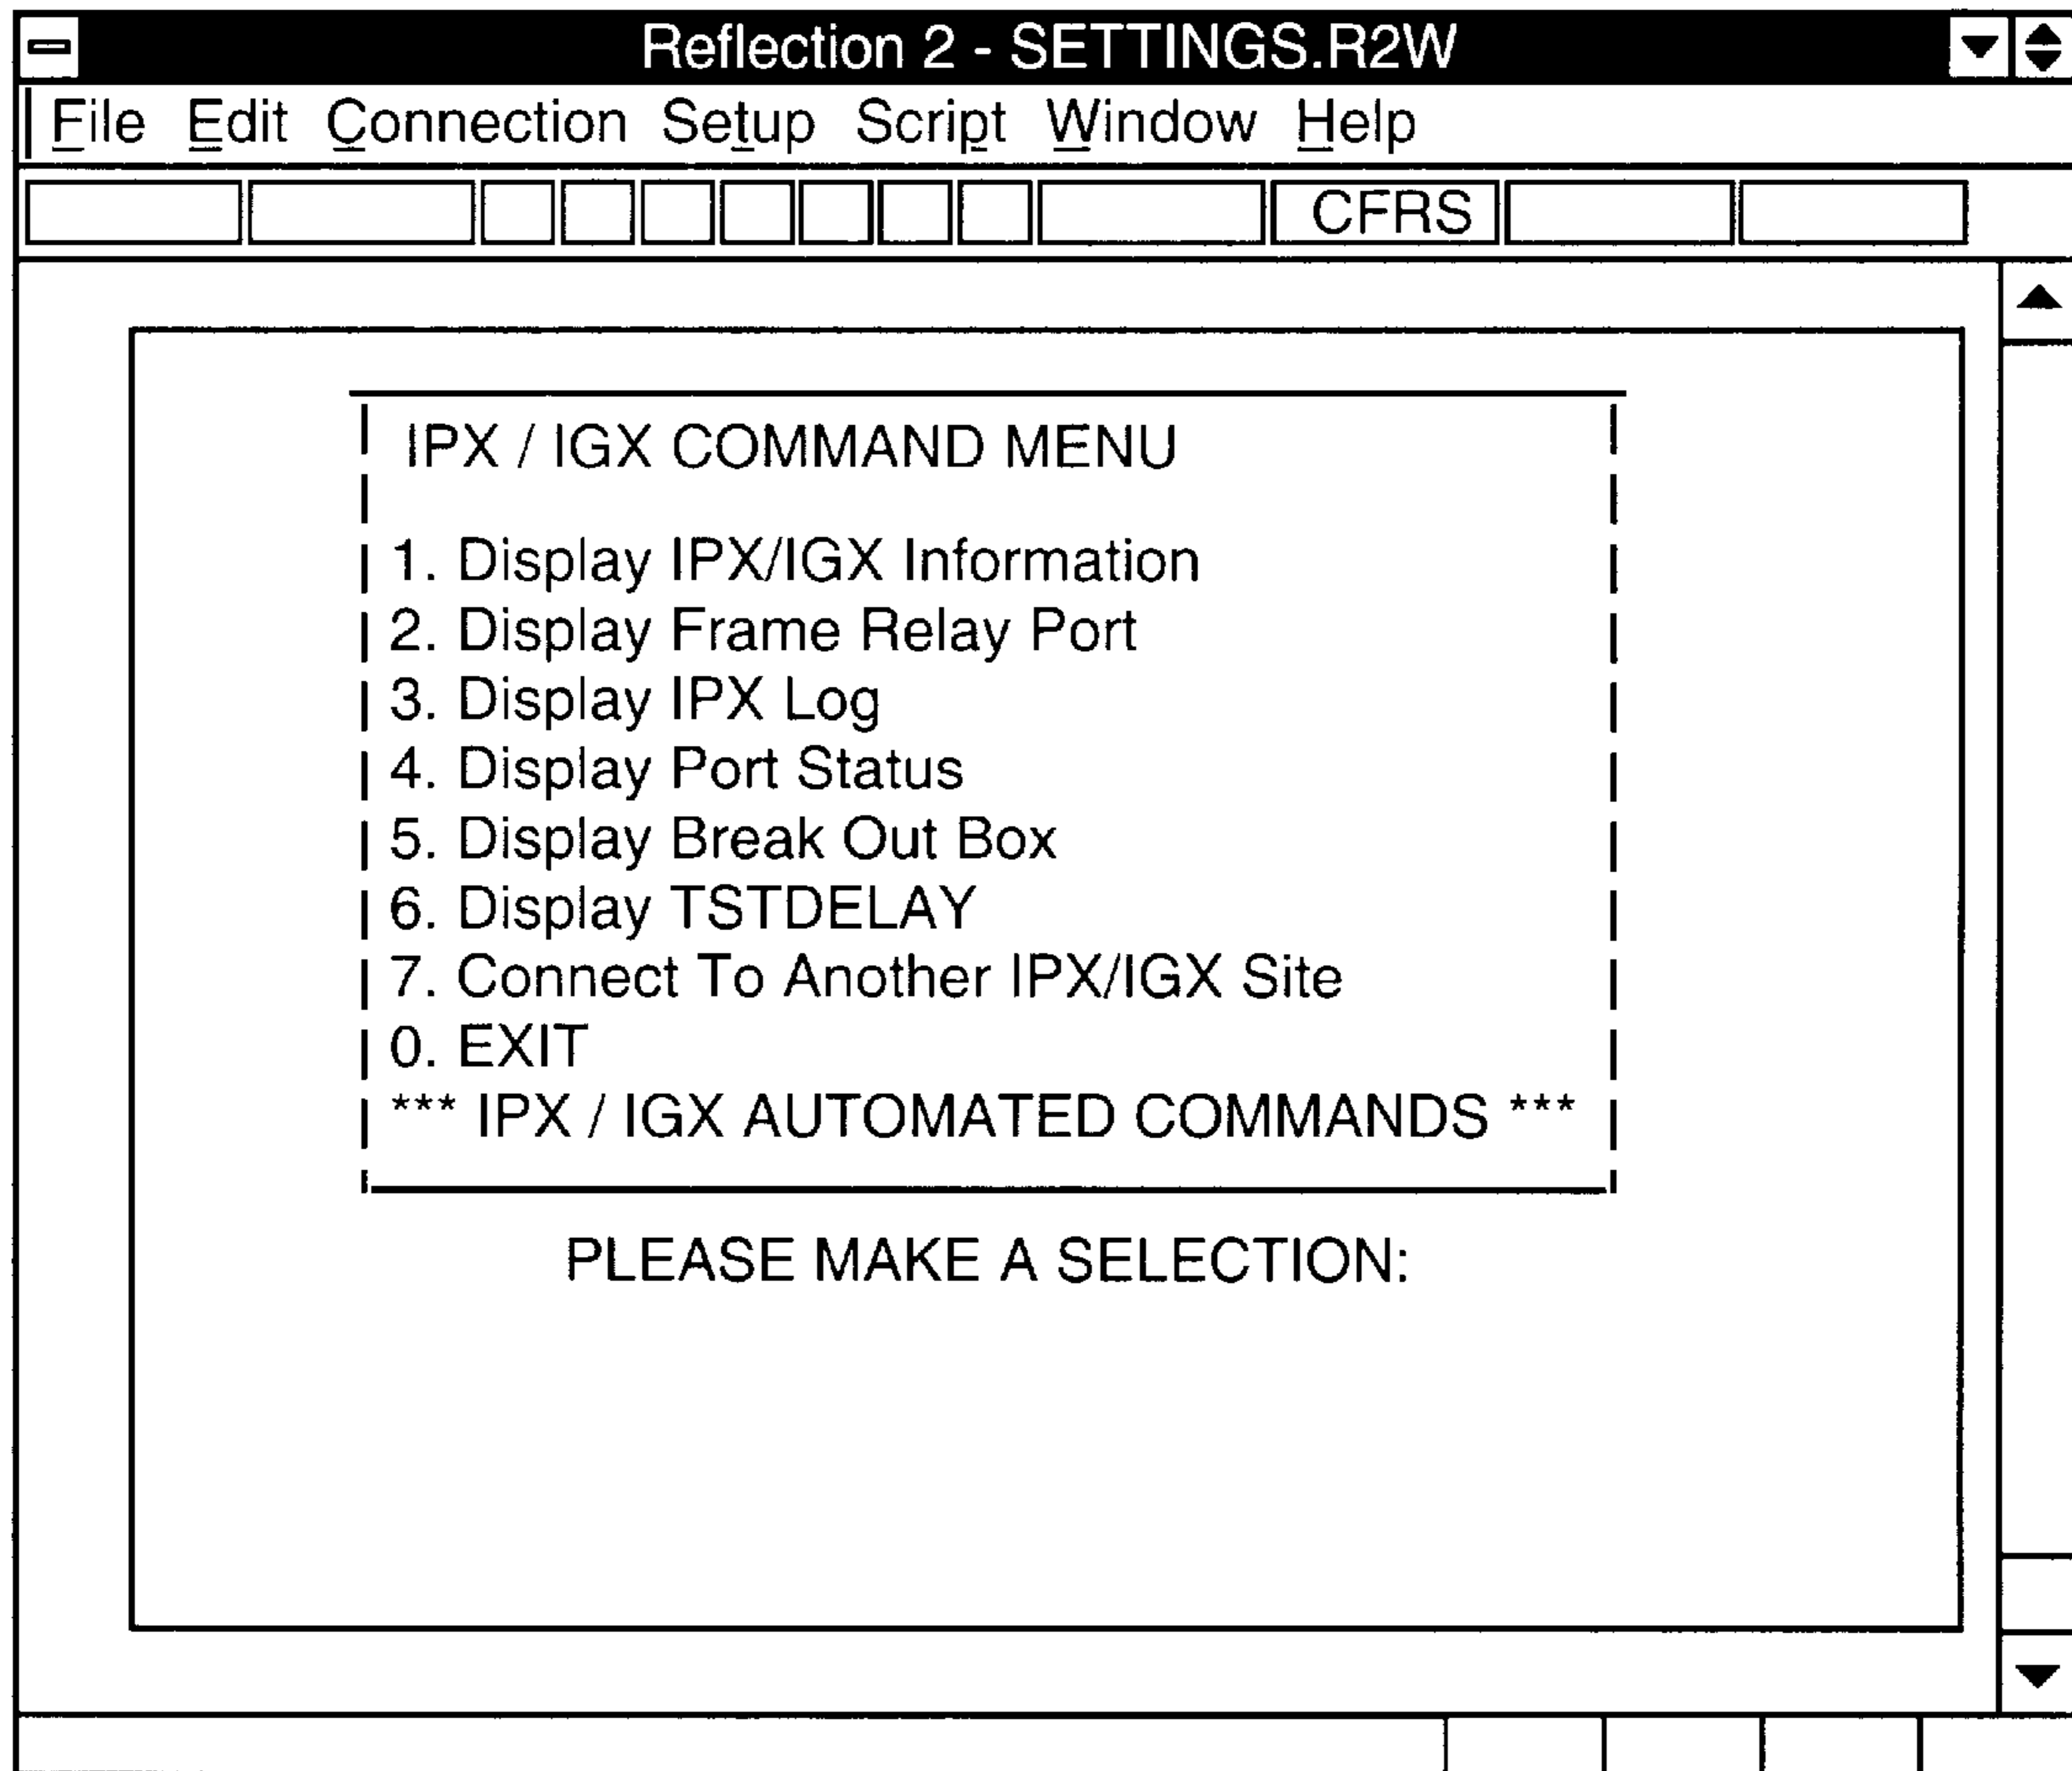 Reflection 2 - SETTINGS.R2W
File Edit Connection Setup Script Window Help
CFRS
IPX / IGX COMMAND MENU
1. Display IPX/IGX Information
2. Display Frame Relay Port
3. Display IPX Log
4. Display Port Status
5. Display Break Out Box
6. Display TSTDELAY
7. Connect To Another IPX/IGX Site
0. EXIT
*** IPX / IGX AUTOMATED COMMANDS ***
PLEASE MAKE A SELECTION: